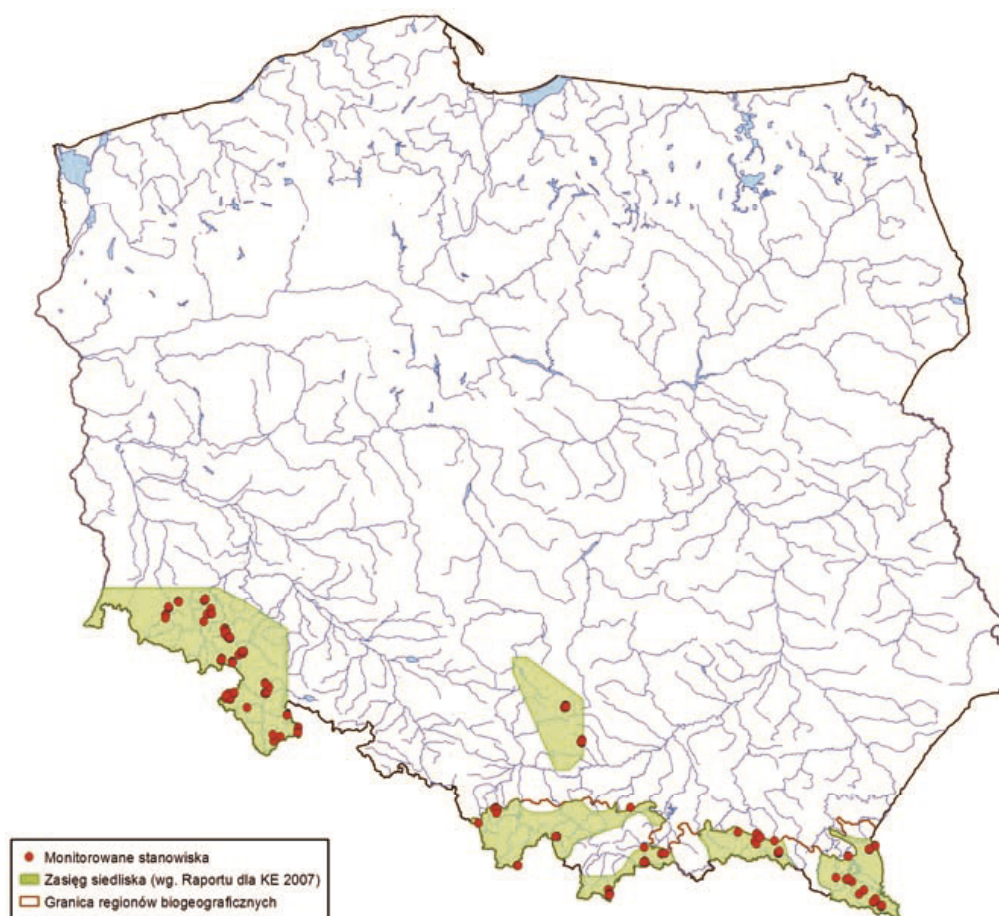 Monitorowane stanowiska
Zasięg siedliska (wg. Raportu dla KE 2007)
Granica regionów biogeograficznych